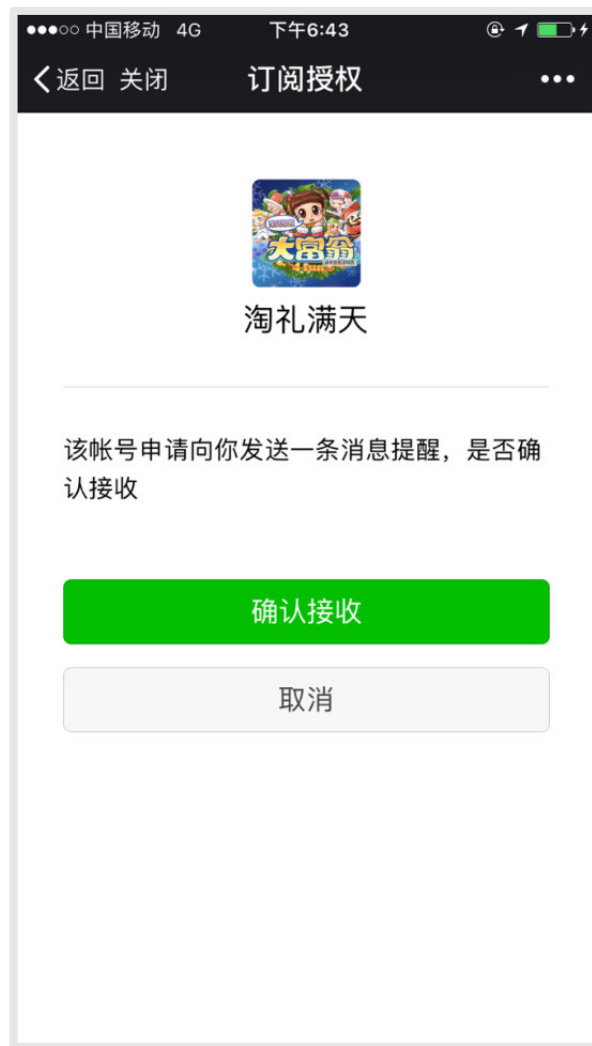 中国移动 4G 下午6:43
返回 关闭 订阅授权
大富翁
淘礼满天
该帐号申请向你发送一条消息提醒，是否确
认接收
确认接收
取消